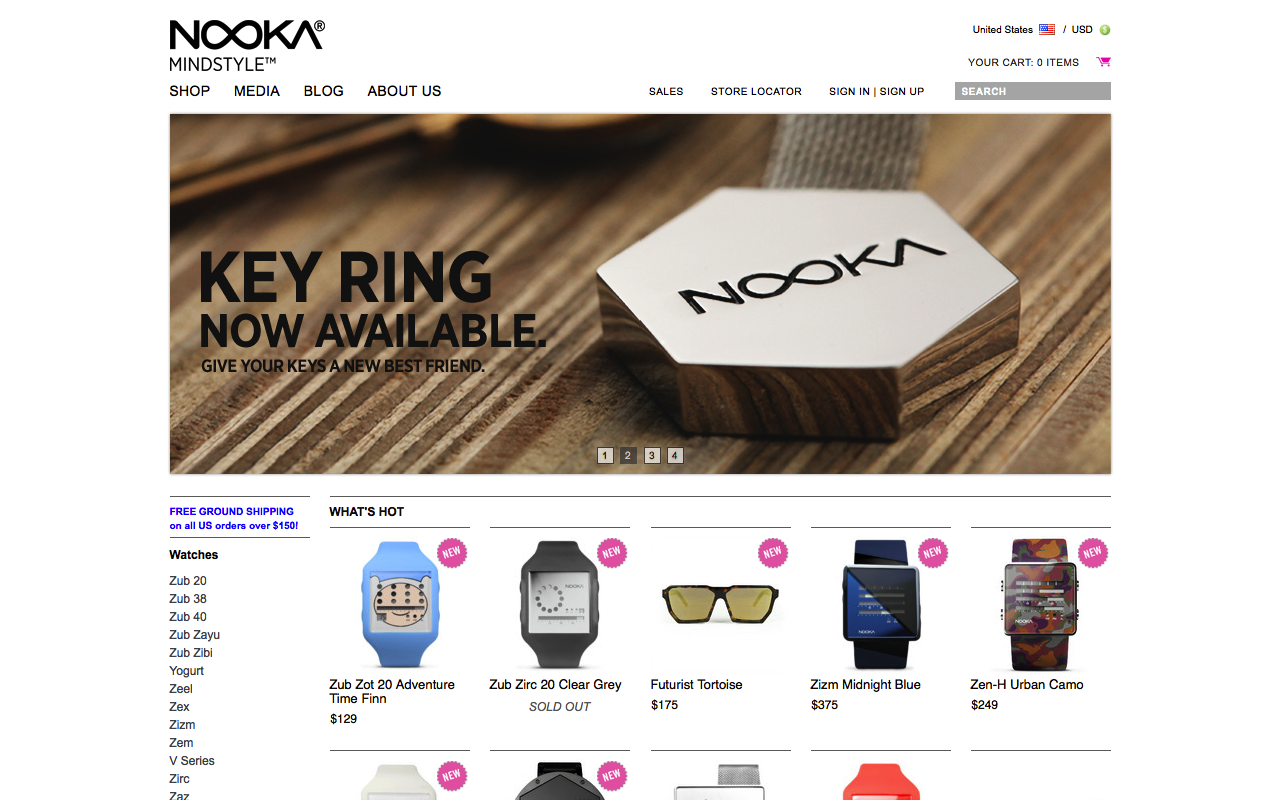 NOOKA®
MINDSTYLE™
United States / USD
YOUR CART: 0 ITEMS
SHOP MEDIA BLOG ABOUT US
SALES STORE LOCATOR SIGN IN | SIGN UP SEARCH
KEY RING
NOW AVAILABLE.
GIVE YOUR KEYS A NEW BEST FRIEND.
NOOKA
1 2 3 4
FREE GROUND SHIPPING
on all US orders over $150!
Watches
Zub 20
Zub 38
Zub 40
Zub Zayu
Zub Zibi
Yogurt
Zeel
Zex
Zizm
Zem
V Series
Zirc
Zaz
WHAT'S HOT
NEW
NEW
NOOKA
NEW
NEW
NOOKA
NEW
NOOKA
Zub Zot 20 Adventure
Time Finn
$129
Zub Zirc 20 Clear Grey
SOLD OUT
Futurist Tortoise
$175
Zizm Midnight Blue
$375
Zen-H Urban Camo
$249
NEW
NEW